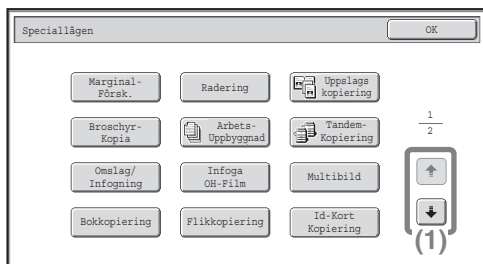 Speciallågen
OK
Marginal-
Försk.
Radering
Uppslags
kopiering
Broschyr-
Kopia
Arbets-
Uppbyggnad
Tandem-
Kopiering
1
2
Omslag/
Infogning
Infoga
OH-Film
Multibild
Bokkopiering
Flikkopiering
Id-Kort
Kopiering
(1)